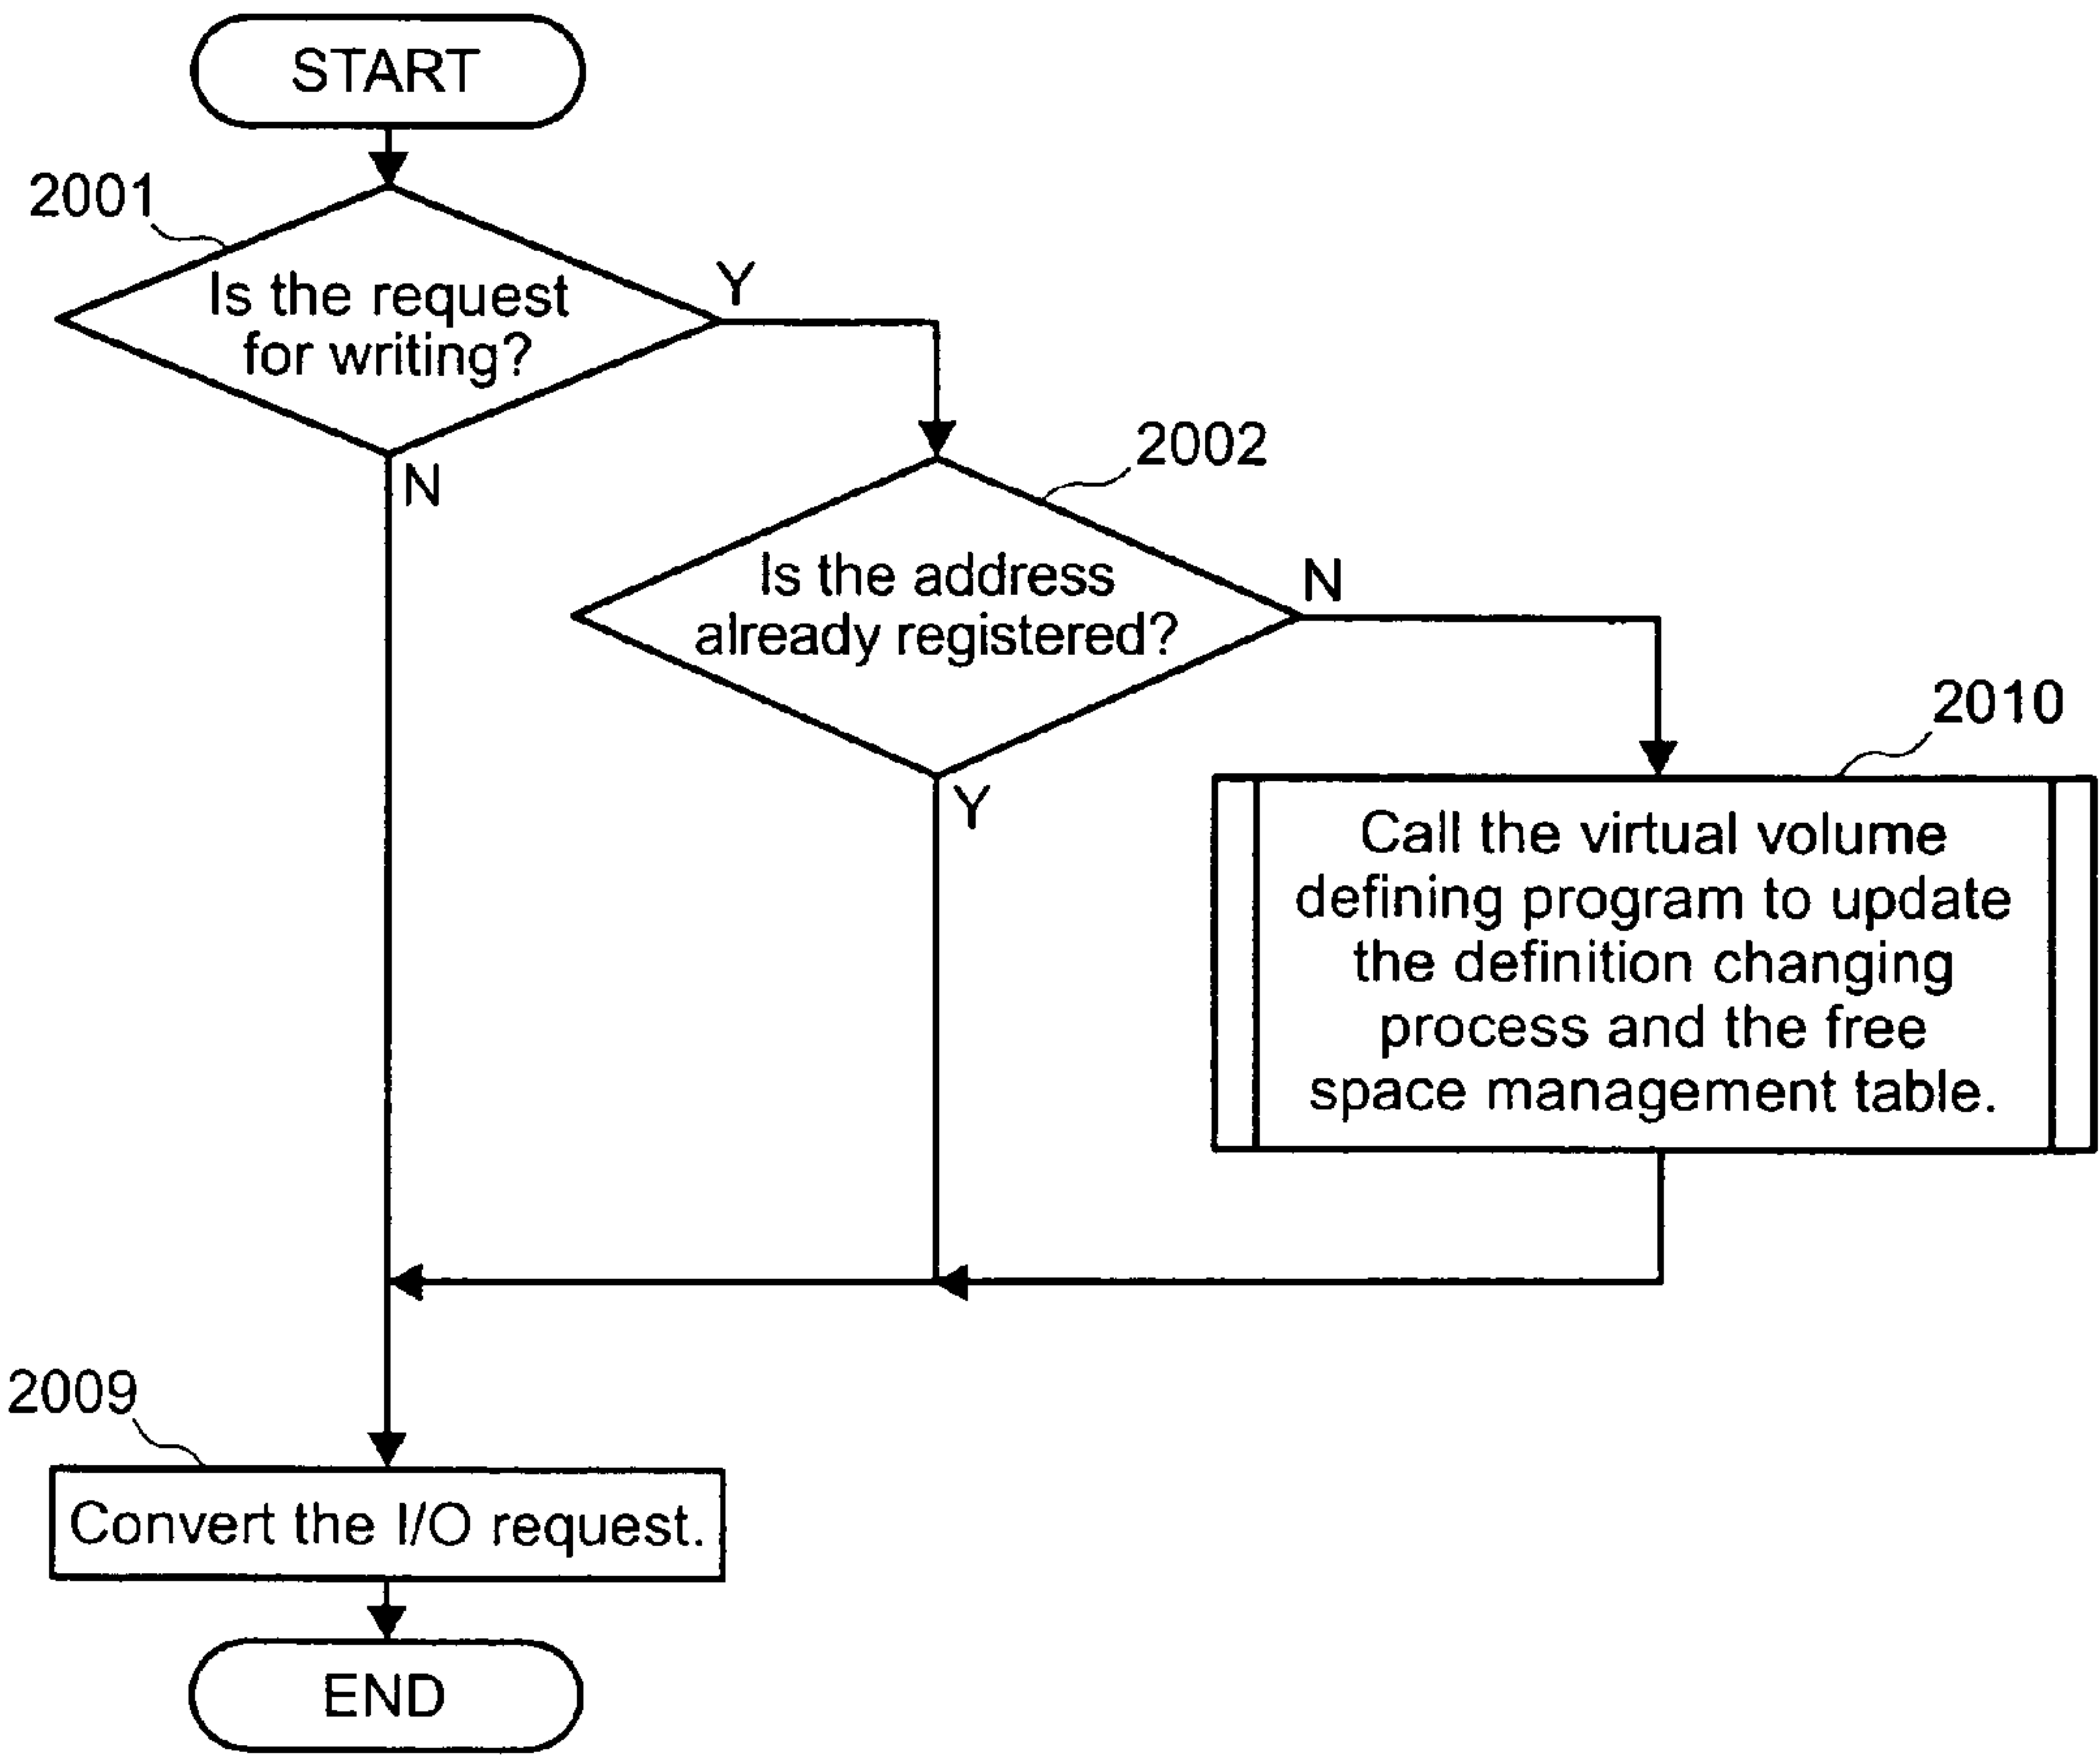 START
2001
Is the request
for writing?
Y
N
2002
Is the address
already registered?
N
Y
2010
Call the virtual volume
defining program to update
the definition changing
process and the free
space management table.
2009
Convert the I/O request.
END